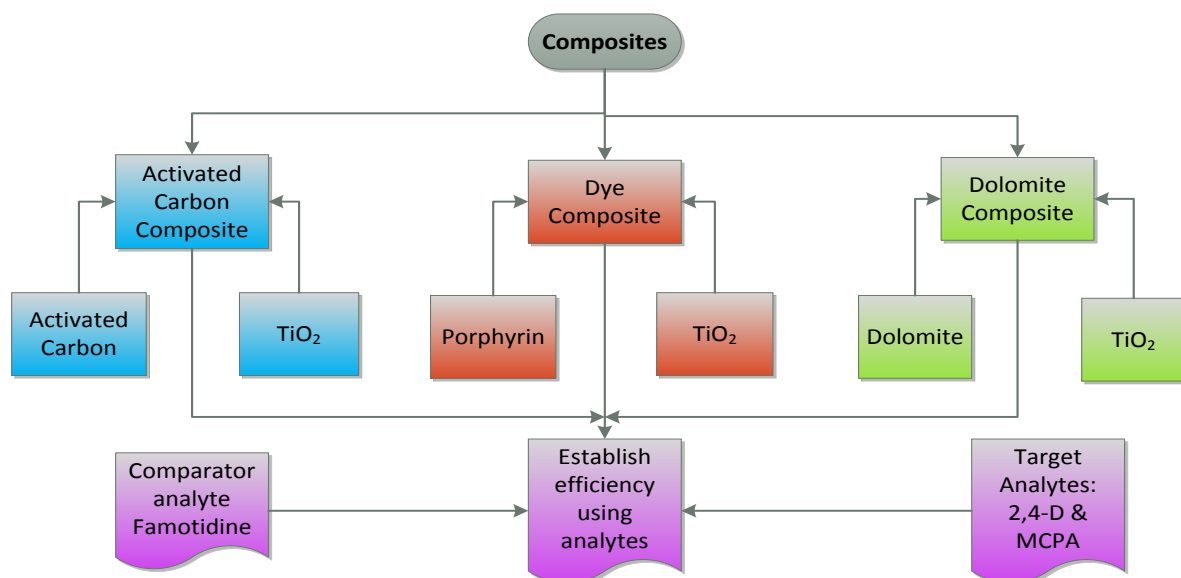 Composites
Activated
Carbon
Composite
Dye
Composite
Dolomite
Composite
Activated
Carbon
TiO₂
Porphyrin
TiO₂
Dolomite
TiO₂
Comparator
analyte
Famotidine
Establish
efficiency
using
analytes
Target
Analytes:
2,4-D &
MCPA